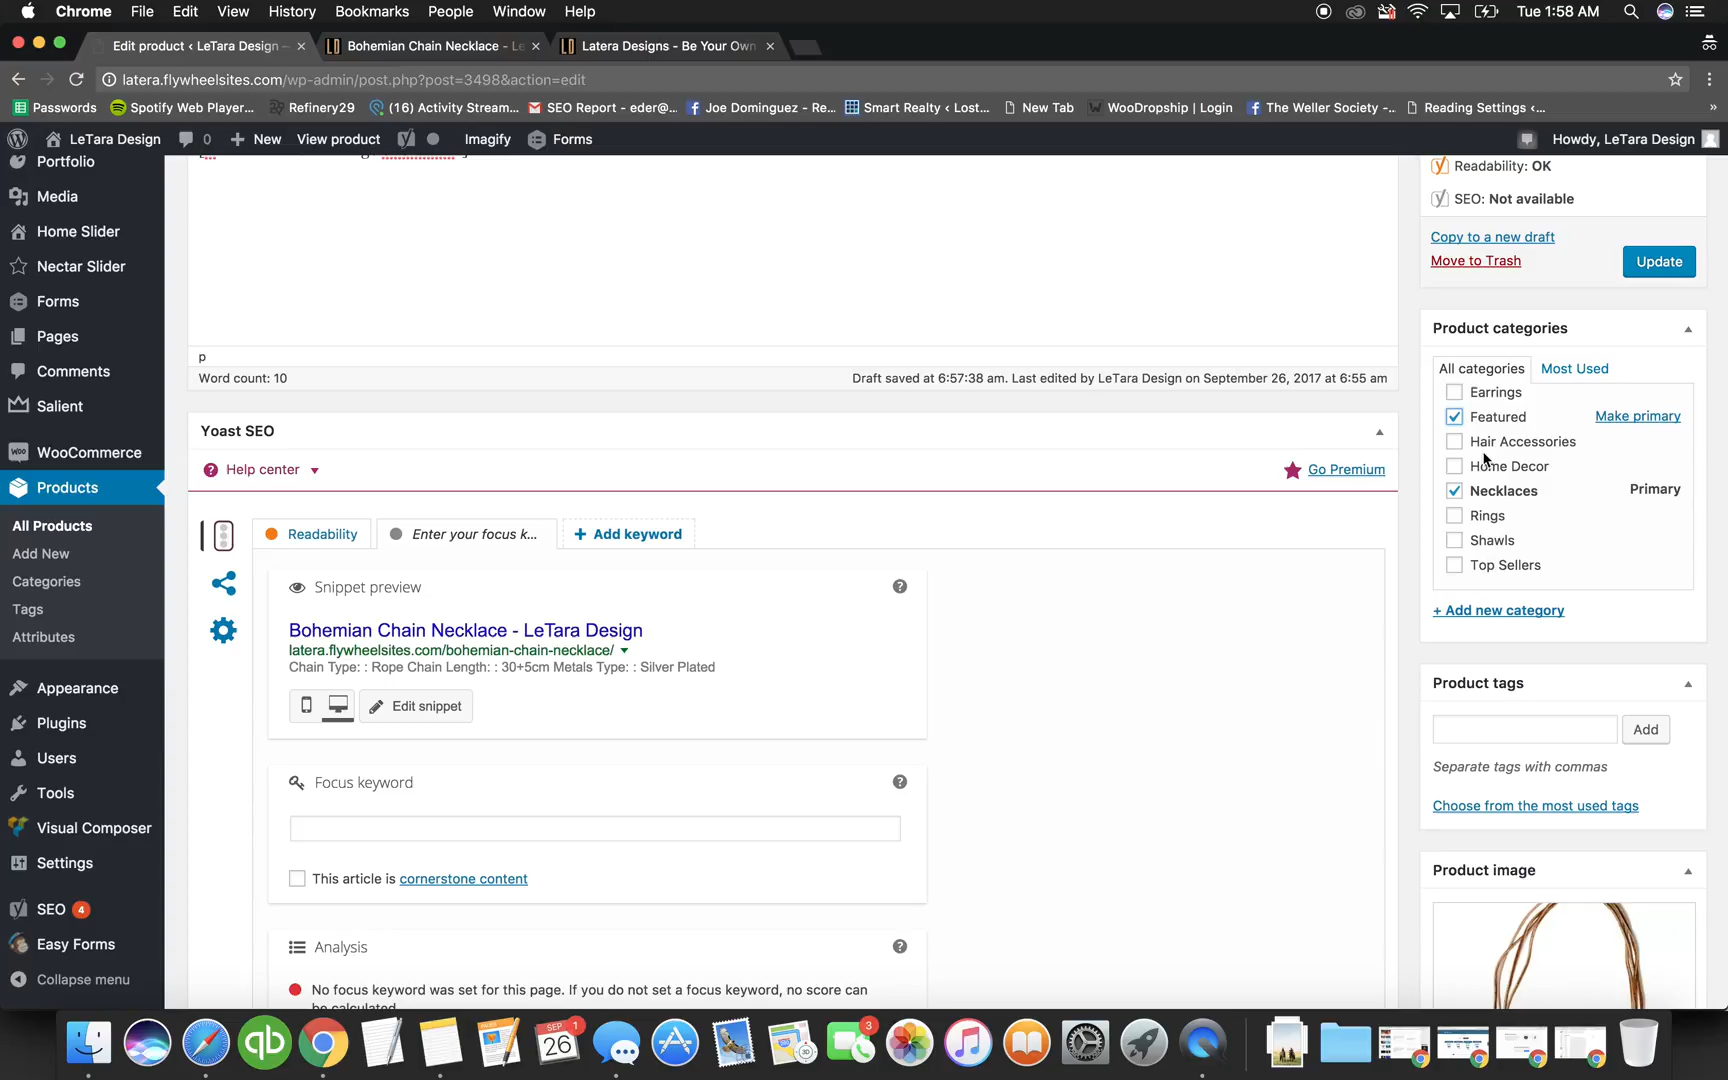 Chrome File Edit View History Bookmarks People Window Help Tue 1:58 AM
Edit product ‹ LeTara Design – Bohemian Chain Necklace - Le Latera Designs - Be Your Own
latera.flywheelsites.com/wp-admin/post.php?post=3498&action=edit
Passwords Spotify Web Player... Refinery29 (16) Activity Stream... SEO Report - eder@... Joe Dominguez - Re... Smart Realty ‹ Lost... New Tab WooDropship | Login The Weller Society -... Reading Settings ‹... »
LeTara Design 0 New View product Imagify Forms Howdy, LeTara Design
Portfolio
Media
Home Slider
Nectar Slider
Forms
Pages
Comments
Salient
WooCommerce
Products
All Products
Add New
Categories
Tags
Attributes
Appearance
Plugins
Users
Tools
Visual Composer
Settings
SEO 4
Easy Forms
Collapse menu
p
Word count: 10 Draft saved at 6:57:38 am. Last edited by LeTara Design on September 26, 2017 at 6:55 am
Yoast SEO
Help center Go Premium
Readability Enter your focus k... + Add keyword
Snippet preview
Bohemian Chain Necklace - LeTara Design
latera.flywheelsites.com/bohemian-chain-necklace/
Chain Type: : Rope Chain Length: : 30+5cm Metals Type: : Silver Plated
Edit snippet
Focus keyword
This article is cornerstone content
Analysis
No focus keyword was set for this page. If you do not set a focus keyword, no score can
be calculated.
Readability: OK
SEO: Not available
Copy to a new draft
Move to Trash
Update
Product categories
All categories Most Used
Earrings
Featured Make primary
Hair Accessories
Home Decor
Necklaces Primary
Rings
Shawls
Top Sellers
+ Add new category
Product tags
Add
Separate tags with commas
Choose from the most used tags
Product image
SEP 1
26
3